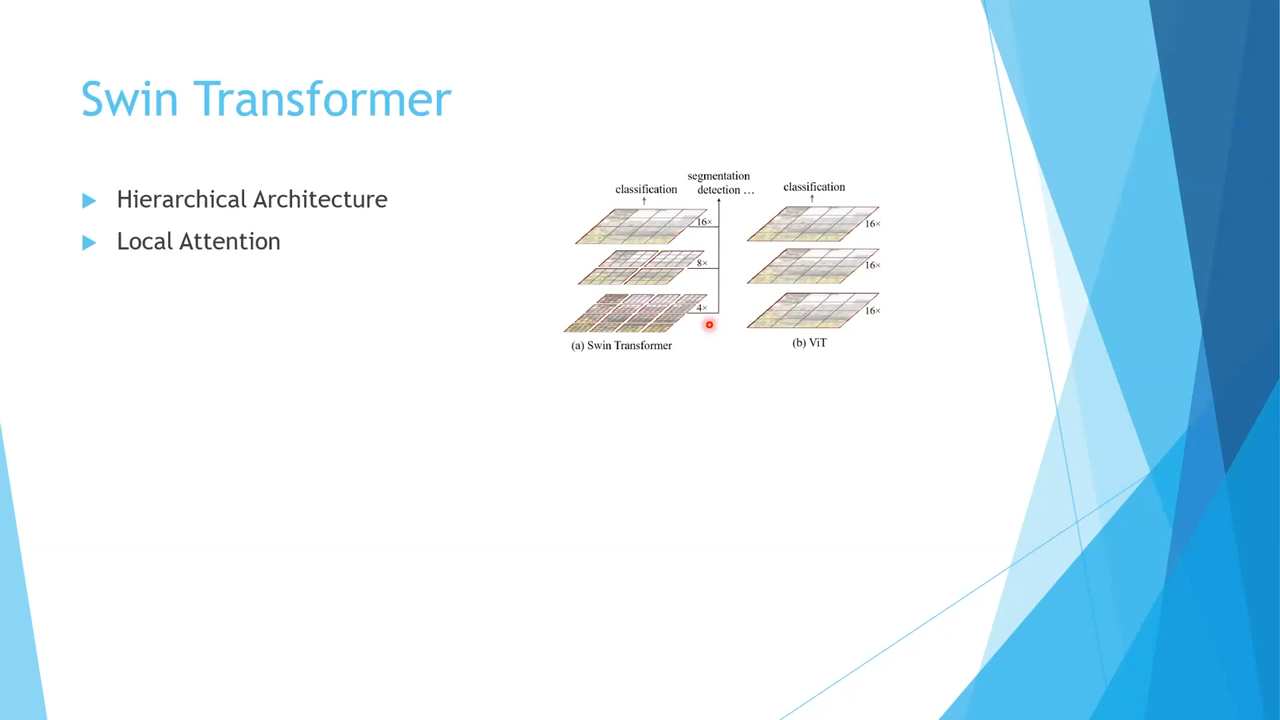 Swin Transformer
Hierarchical Architecture
Local Attention
segmentation
classification
detection ...
classification
16×
16×
8×
16×
4×
16×
(a) Swin Transformer
(b) ViT